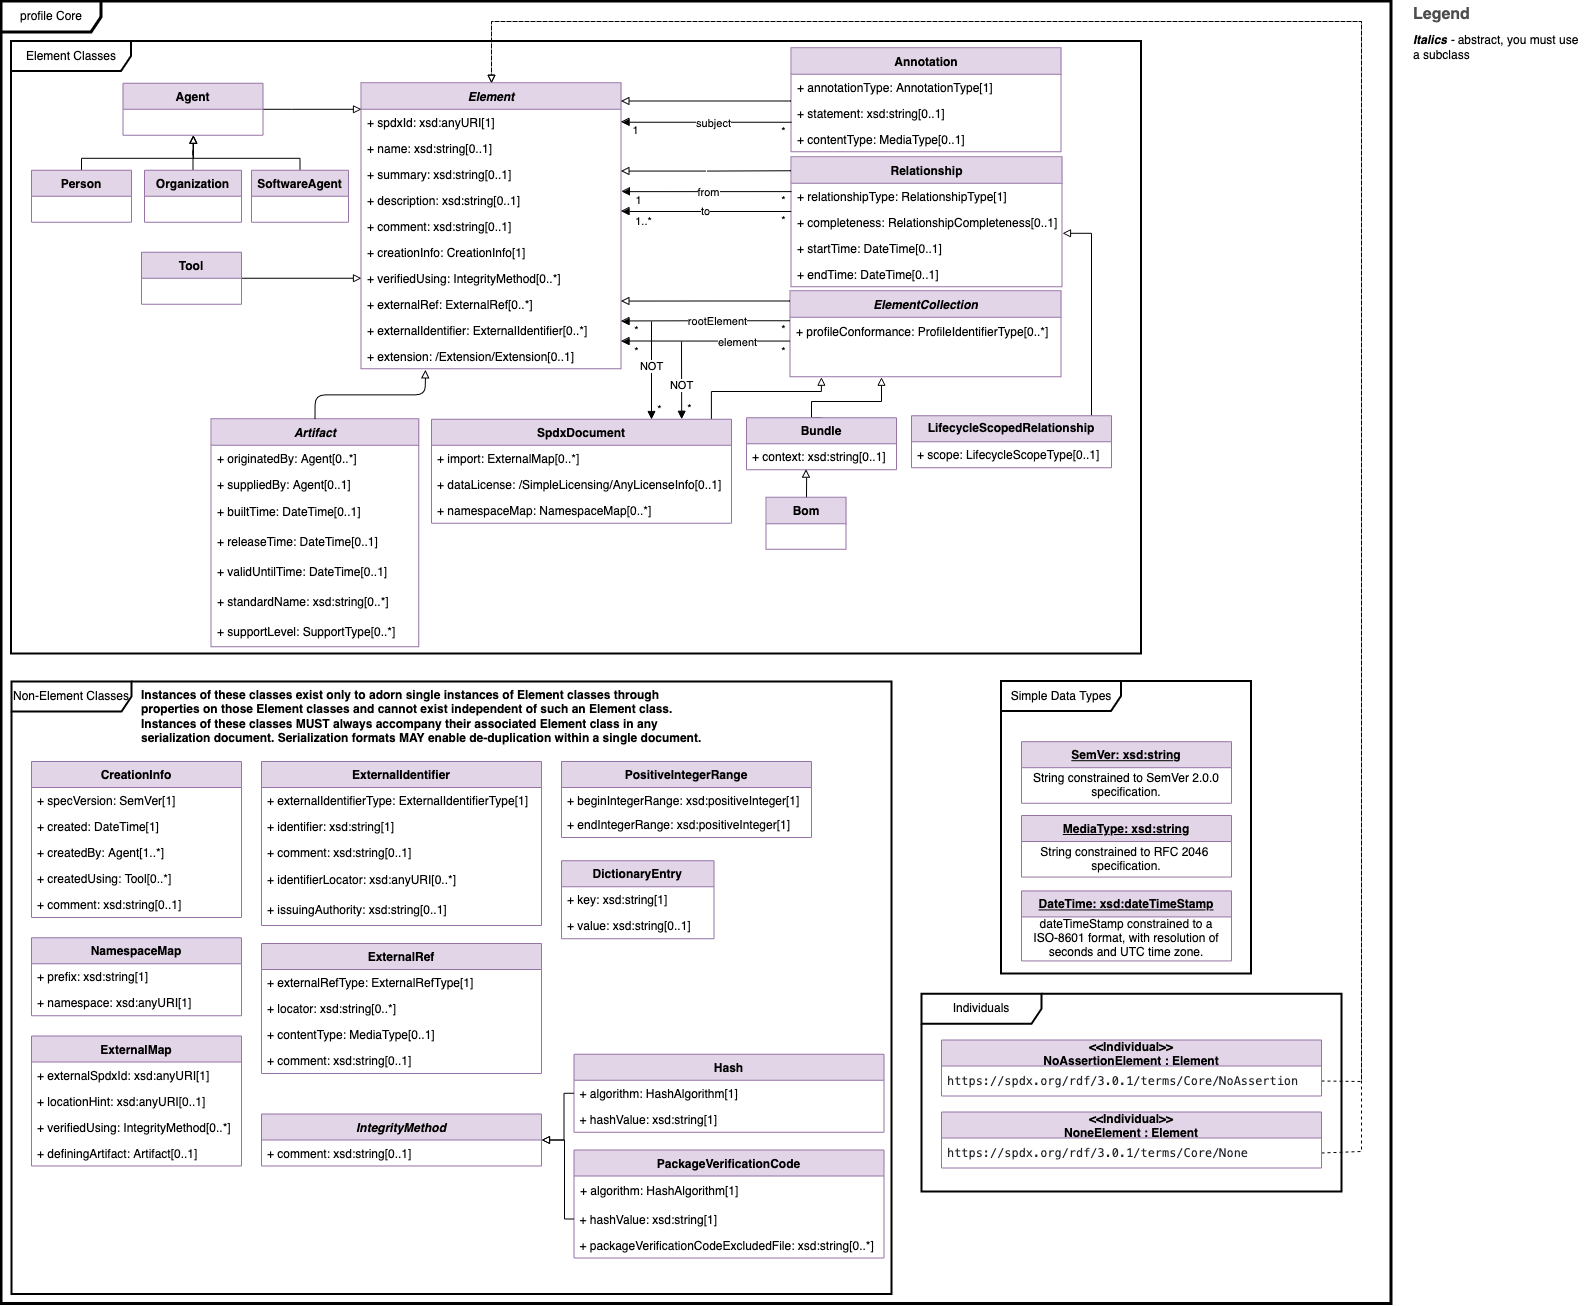 profile Core
Legend
Italics - abstract, you must use
a subclass
Element Classes
Agent
Person
Organization
SoftwareAgent
Tool
Element
+ spdxId: xsd:anyURI[1]
+ name: xsd:string[0..1]
+ summary: xsd:string[0..1]
+ description: xsd:string[0..1]
+ comment: xsd:string[0..1]
+ creationInfo: CreationInfo[1]
+ verifiedUsing: IntegrityMethod[0..*]
+ externalRef: ExternalRef[0..*]
+ externalIdentifier: ExternalIdentifier[0..*]
+ extension: /Extension/Extension[0..1]
subject
1
*
from
1
*
to
1..*
*
rootElement
*
*
element
*
*
NOT
*
NOT
*
Annotation
+ annotationType: AnnotationType[1]
+ statement: xsd:string[0..1]
+ contentType: MediaType[0..1]
Relationship
+ relationshipType: RelationshipType[1]
+ completeness: RelationshipCompleteness[0..1]
+ startTime: DateTime[0..1]
+ endTime: DateTime[0..1]
ElementCollection
+ profileConformance: ProfileIdentifierType[0..*]
Artifact
+ originatedBy: Agent[0..*]
+ suppliedBy: Agent[0..1]
+ builtTime: DateTime[0..1]
+ releaseTime: DateTime[0..1]
+ validUntilTime: DateTime[0..1]
+ standardName: xsd:string[0..*]
+ supportLevel: SupportType[0..*]
SpdxDocument
+ import: ExternalMap[0..*]
+ dataLicense: /SimpleLicensing/AnyLicenseInfo[0..1]
+ namespaceMap: NamespaceMap[0..*]
Bundle
+ context: xsd:string[0..1]
Bom
LifecycleScopedRelationship
+ scope: LifecycleScopeType[0..1]
Non-Element Classes
Instances of these classes exist only to adorn single instances of Element classes through
properties on those Element classes and cannot exist independent of such an Element class.
Instances of these classes MUST always accompany their associated Element class in any
serialization document. Serialization formats MAY enable de-duplication within a single document.
CreationInfo
+ specVersion: SemVer[1]
+ created: DateTime[1]
+ createdBy: Agent[1..*]
+ createdUsing: Tool[0..*]
+ comment: xsd:string[0..1]
NamespaceMap
+ prefix: xsd:string[1]
+ namespace: xsd:anyURI[1]
ExternalMap
+ externalSpdxId: xsd:anyURI[1]
+ locationHint: xsd:anyURI[0..1]
+ verifiedUsing: IntegrityMethod[0..*]
+ definingArtifact: Artifact[0..1]
ExternalIdentifier
+ externalIdentifierType: ExternalIdentifierType[1]
+ identifier: xsd:string[1]
+ comment: xsd:string[0..1]
+ identifierLocator: xsd:anyURI[0..*]
+ issuingAuthority: xsd:string[0..1]
ExternalRef
+ externalRefType: ExternalRefType[1]
+ locator: xsd:string[0..*]
+ contentType: MediaType[0..1]
+ comment: xsd:string[0..1]
IntegrityMethod
+ comment: xsd:string[0..1]
PositiveIntegerRange
+ beginIntegerRange: xsd:positiveInteger[1]
+ endIntegerRange: xsd:positiveInteger[1]
DictionaryEntry
+ key: xsd:string[1]
+ value: xsd:string[0..1]
Hash
+ algorithm: HashAlgorithm[1]
+ hashValue: xsd:string[1]
PackageVerificationCode
+ algorithm: HashAlgorithm[1]
+ hashValue: xsd:string[1]
+ packageVerificationCodeExcludedFile: xsd:string[0..*]
Simple Data Types
SemVer: xsd:string
String constrained to SemVer 2.0.0
specification.
MediaType: xsd:string
String constrained to RFC 2046
specification.
DateTime: xsd:dateTimeStamp
dateTimeStamp constrained to a
ISO-8601 format, with resolution of
seconds and UTC time zone.
Individuals
<<Individual>>
NoAssertionElement : Element
https://spdx.org/rdf/3.0.1/terms/Core/NoAssertion
<<Individual>>
NoneElement : Element
https://spdx.org/rdf/3.0.1/terms/Core/None